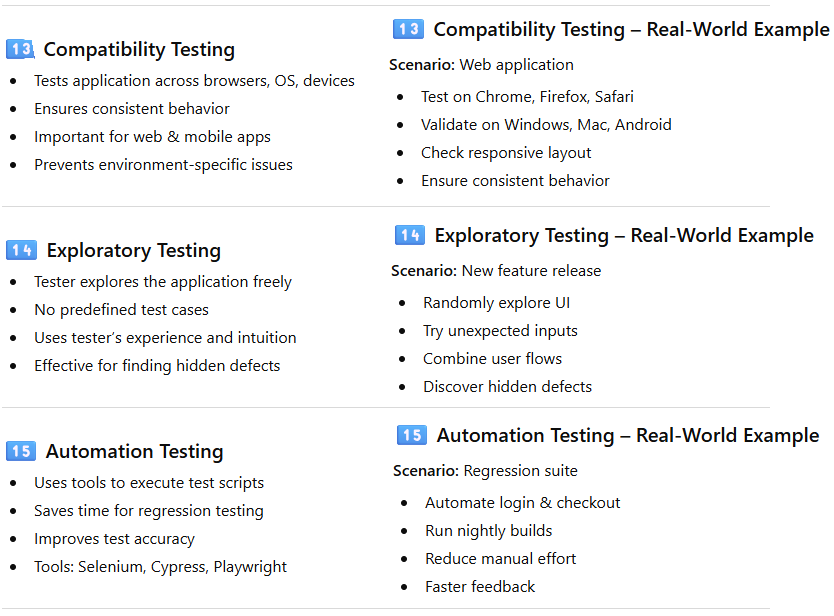 13 Compatibility Testing
Tests application across browsers, OS, devices
Ensures consistent behavior
Important for web & mobile apps
Prevents environment-specific issues
13 Compatibility Testing – Real-World Example
Scenario: Web application
Test on Chrome, Firefox, Safari
Validate on Windows, Mac, Android
Check responsive layout
Ensure consistent behavior
14 Exploratory Testing
Tester explores the application freely
No predefined test cases
Uses tester’s experience and intuition
Effective for finding hidden defects
14 Exploratory Testing – Real-World Example
Scenario: New feature release
Randomly explore UI
Try unexpected inputs
Combine user flows
Discover hidden defects
15 Automation Testing
Uses tools to execute test scripts
Saves time for regression testing
Improves test accuracy
Tools: Selenium, Cypress, Playwright
15 Automation Testing – Real-World Example
Scenario: Regression suite
Automate login & checkout
Run nightly builds
Reduce manual effort
Faster feedback